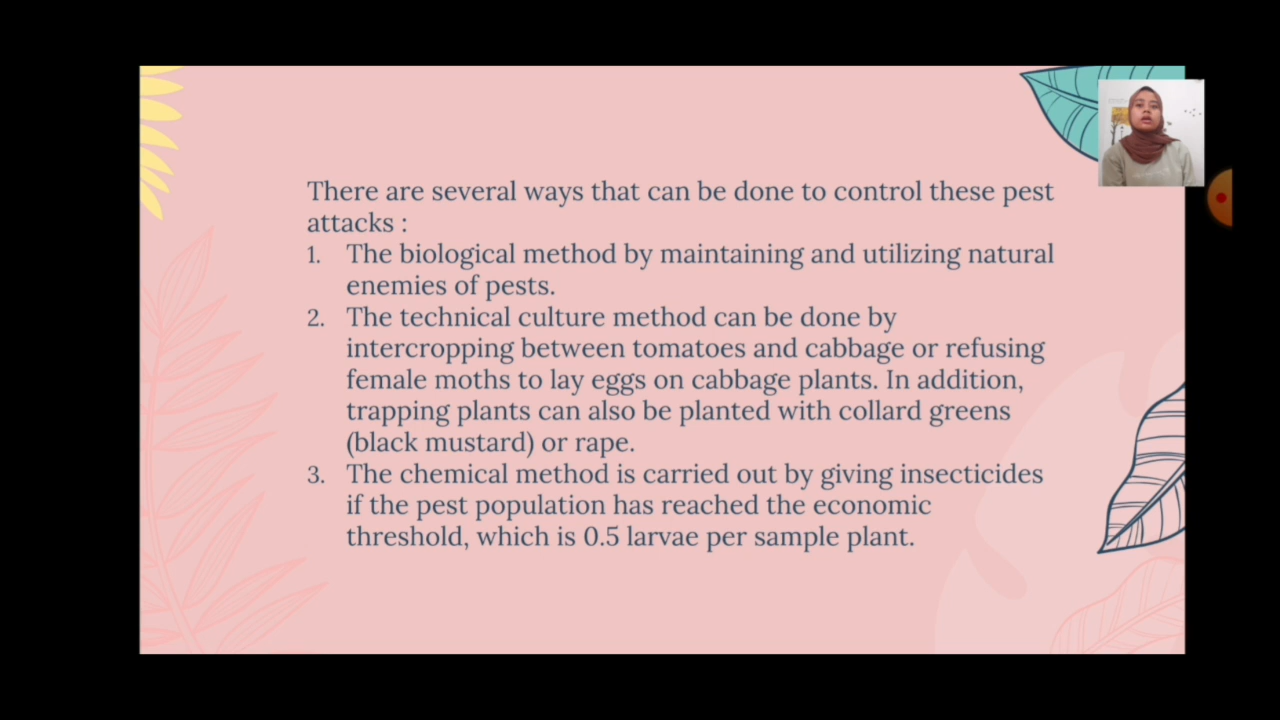 There are several ways that can be done to control these pest
attacks :
1. The biological method by maintaining and utilizing natural
enemies of pests.
2. The technical culture method can be done by
intercropping between tomatoes and cabbage or refusing
female moths to lay eggs on cabbage plants. In addition,
trapping plants can also be planted with collard greens
(black mustard) or rape.
3. The chemical method is carried out by giving insecticides
if the pest population has reached the economic
threshold, which is 0.5 larvae per sample plant.